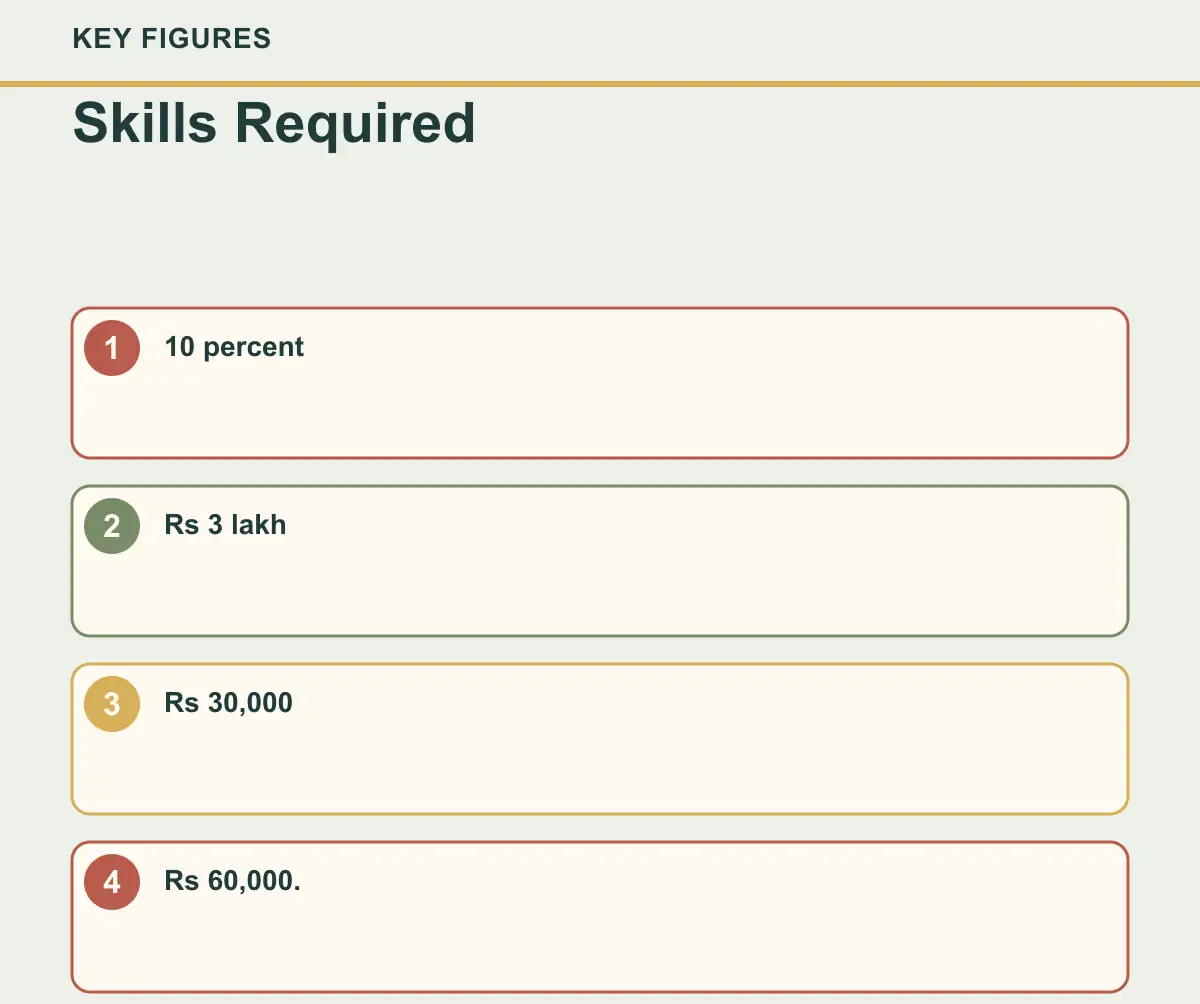 KEY FIGURES
Skills Required
1 10 percent
2 Rs 3 lakh
3 Rs 30,000
4 Rs 60,000.